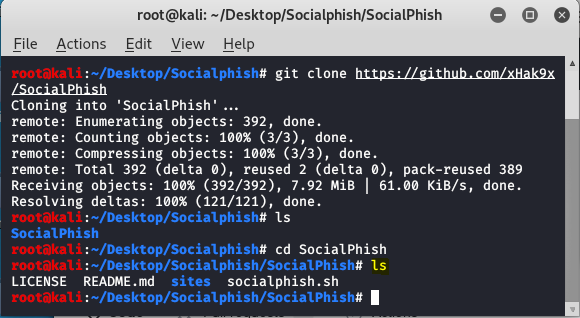 root@kali: ~/Desktop/Socialphish/SocialPhish
File Actions Edit View Help
root@kali:~/Desktop/Socialphish# git clone https://github.com/xHak9x
/SocialPhish
Cloning into 'SocialPhish'...
remote: Enumerating objects: 392, done.
remote: Counting objects: 100% (3/3), done.
remote: Compressing objects: 100% (3/3), done.
remote: Total 392 (delta 0), reused 2 (delta 0), pack-reused 389
Receiving objects: 100% (392/392), 7.92 MiB | 61.00 KiB/s, done.
Resolving deltas: 100% (121/121), done.
root@kali:~/Desktop/Socialphish# ls
SocialPhish
root@kali:~/Desktop/Socialphish# cd SocialPhish
root@kali:~/Desktop/Socialphish/SocialPhish# ls
LICENSE README.md sites socialphish.sh
root@kali:~/Desktop/Socialphish/SocialPhish#